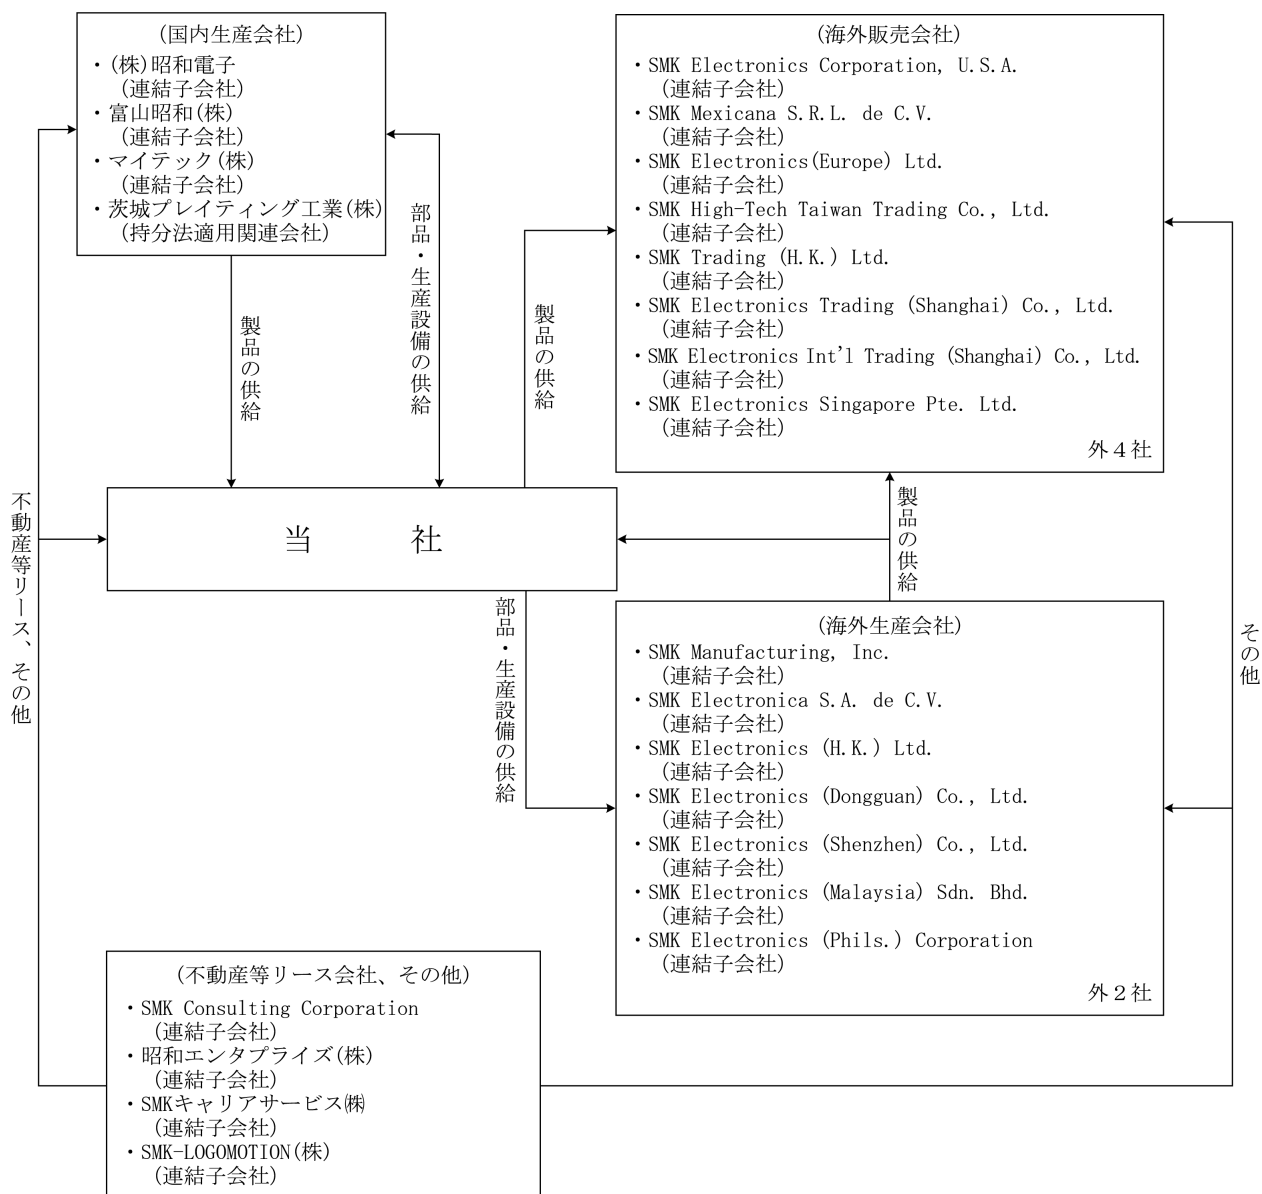 (国内生産会社)
・(株)昭和電子
(連結子会社)
・富山昭和(株)
(連結子会社)
・マイテック(株)
(連結子会社)
・茨城プレイティング工業(株)
(持分法適用関連会社)
(海外販売会社)
・SMK Electronics Corporation, U.S.A.
(連結子会社)
・SMK Mexicana S.R.L. de C.V.
(連結子会社)
・SMK Electronics(Europe) Ltd.
(連結子会社)
・SMK High-Tech Taiwan Trading Co., Ltd.
(連結子会社)
・SMK Trading (H.K.) Ltd.
(連結子会社)
・SMK Electronics Trading (Shanghai) Co., Ltd.
(連結子会社)
・SMK Electronics Int'l Trading (Shanghai) Co., Ltd.
(連結子会社)
・SMK Electronics Singapore Pte. Ltd.
(連結子会社)
外4社
製品の供給
部品・生産設備の供給
製品の供給
当社
製品の供給
部品・生産設備の供給
不動産等リース、その他
その他
(海外生産会社)
・SMK Manufacturing, Inc.
(連結子会社)
・SMK Electronica S.A. de C.V.
(連結子会社)
・SMK Electronics (H.K.) Ltd.
(連結子会社)
・SMK Electronics (Dongguan) Co., Ltd.
(連結子会社)
・SMK Electronics (Shenzhen) Co., Ltd.
(連結子会社)
・SMK Electronics (Malaysia) Sdn. Bhd.
(連結子会社)
・SMK Electronics (Phils.) Corporation
(連結子会社)
外2社
(不動産等リース会社、その他)
・SMK Consulting Corporation
(連結子会社)
・昭和エンタプライズ(株)
(連結子会社)
・SMKキャリアサービス㈱
(連結子会社)
・SMK-LOGOMOTION(株)
(連結子会社)